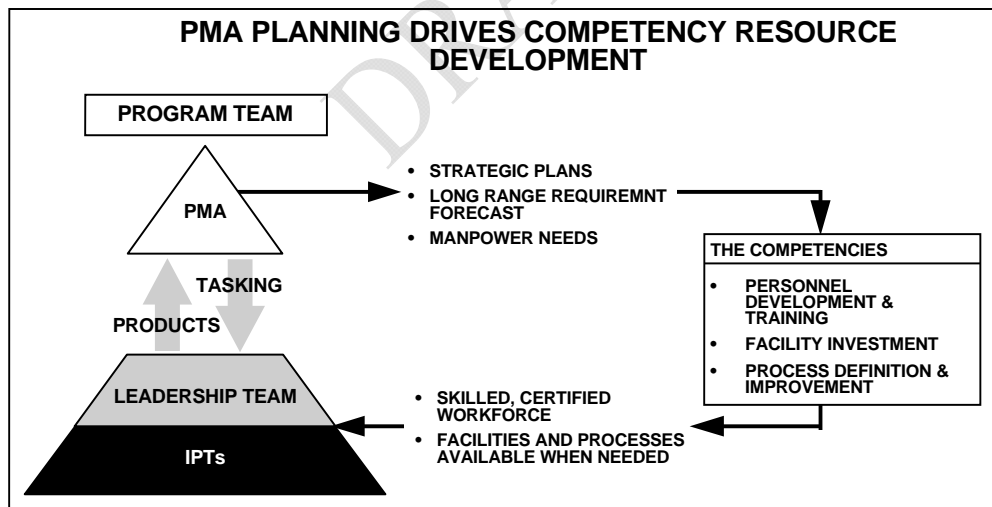 PMA PLANNING DRIVES COMPETENCY RESOURCE
DEVELOPMENT
PROGRAM TEAM
PMA
• STRATEGIC PLANS
• LONG RANGE REQUIREMNT
FORECAST
• MANPOWER NEEDS
THE COMPETENCIES
• PERSONNEL
DEVELOPMENT &
TRAINING
• FACILITY INVESTMENT
• PROCESS DEFINITION &
IMPROVEMENT
TASKING
PRODUCTS
LEADERSHIP TEAM
IPTs
• SKILLED, CERTIFIED
WORKFORCE
• FACILITIES AND PROCESSES
AVAILABLE WHEN NEEDED